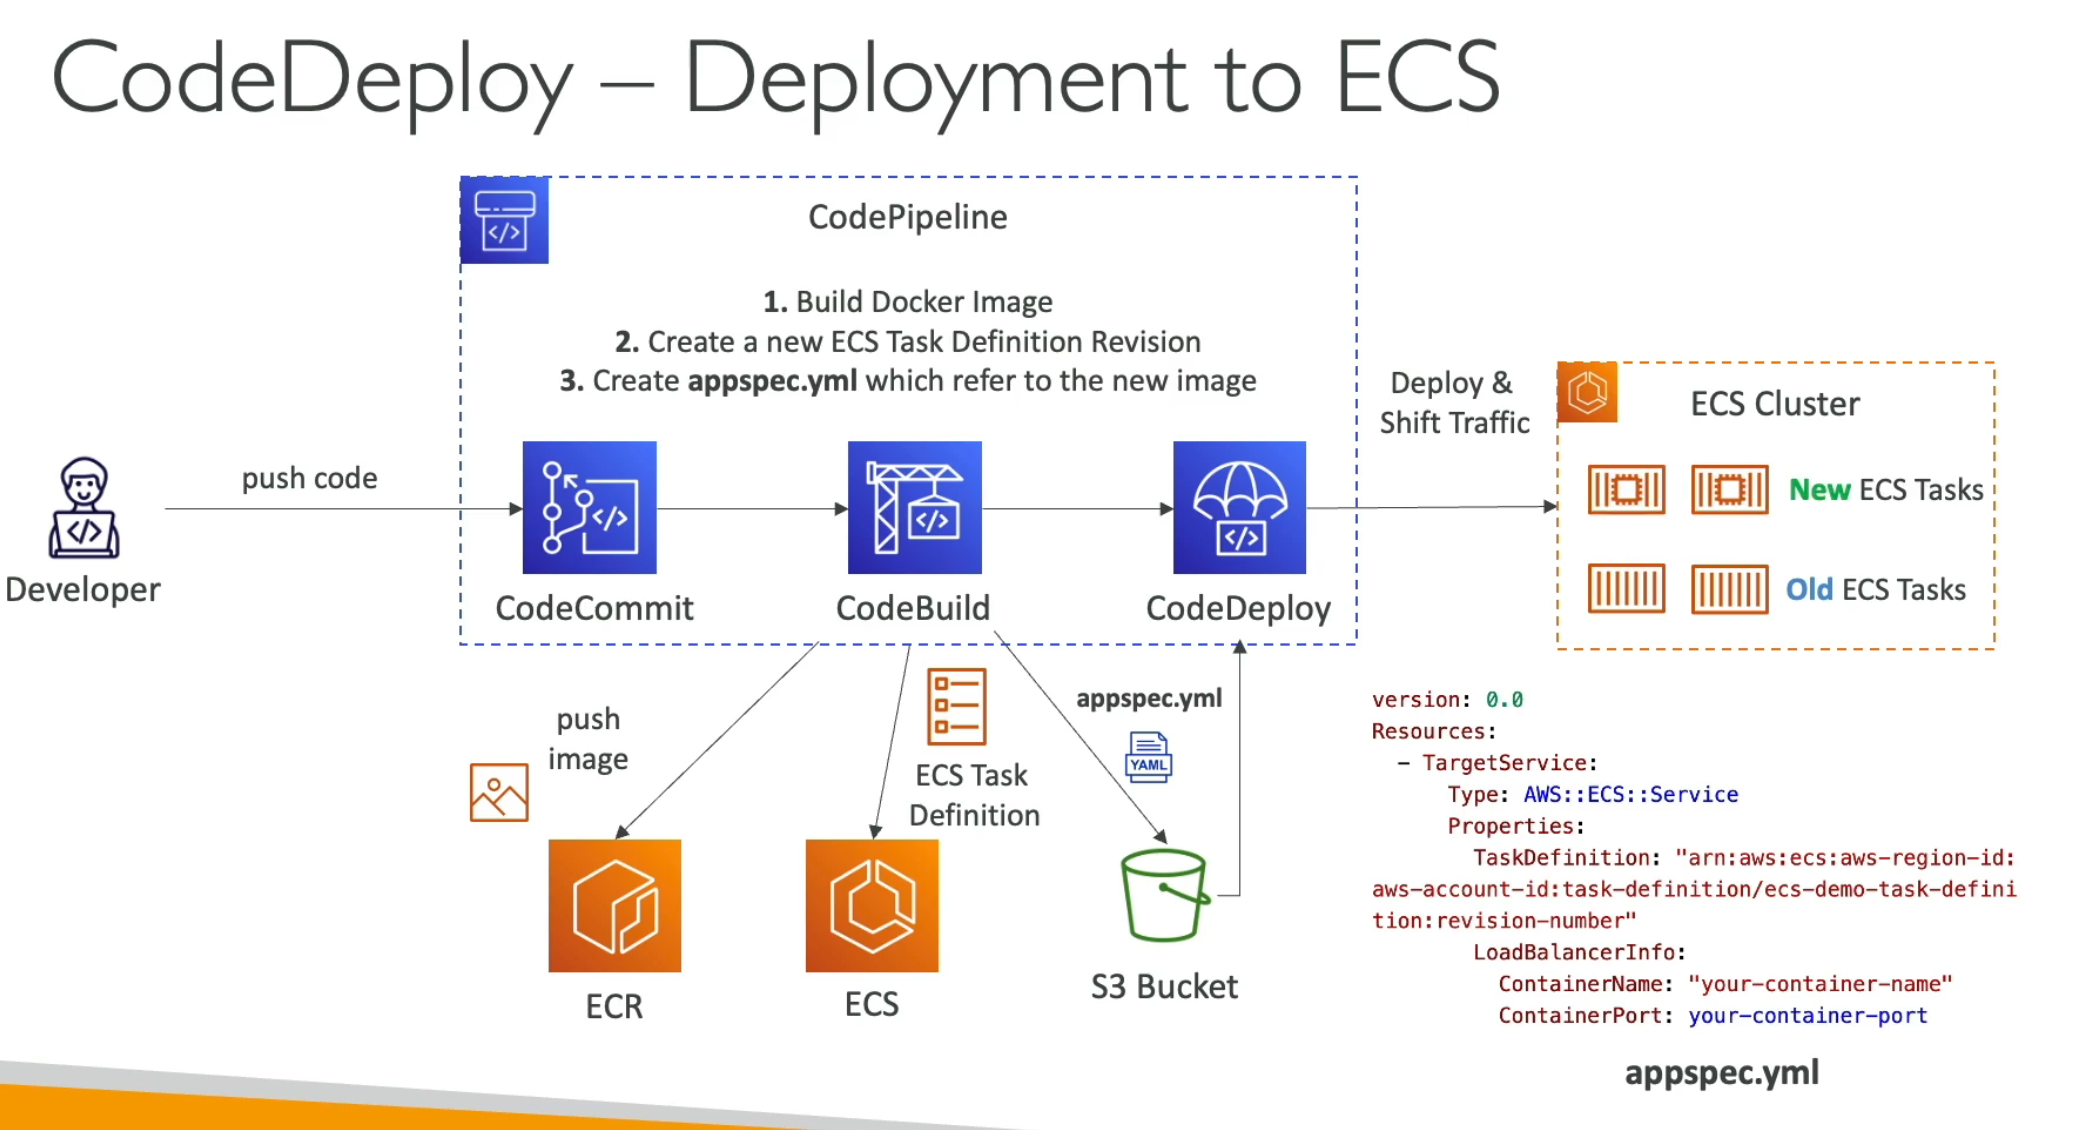 CodeDeploy – Deployment to ECS
CodePipeline
1. Build Docker Image
2. Create a new ECS Task Definition Revision
3. Create appspec.yml which refer to the new image
Developer
push code
CodeCommit
CodeBuild
CodeDeploy
Deploy &
Shift Traffic
ECS Cluster
New ECS Tasks
Old ECS Tasks
push
image
ECS Task
Definition
appspec.yml
YAML
ECR
ECS
S3 Bucket
version: 0.0
Resources:
  - TargetService:
      Type: AWS::ECS::Service
      Properties:
        TaskDefinition: "arn:aws:ecs:aws-region-id:
aws-account-id:task-definition/ecs-demo-task-defini
tion:revision-number"
        LoadBalancerInfo:
          ContainerName: "your-container-name"
          ContainerPort: your-container-port
appspec.yml